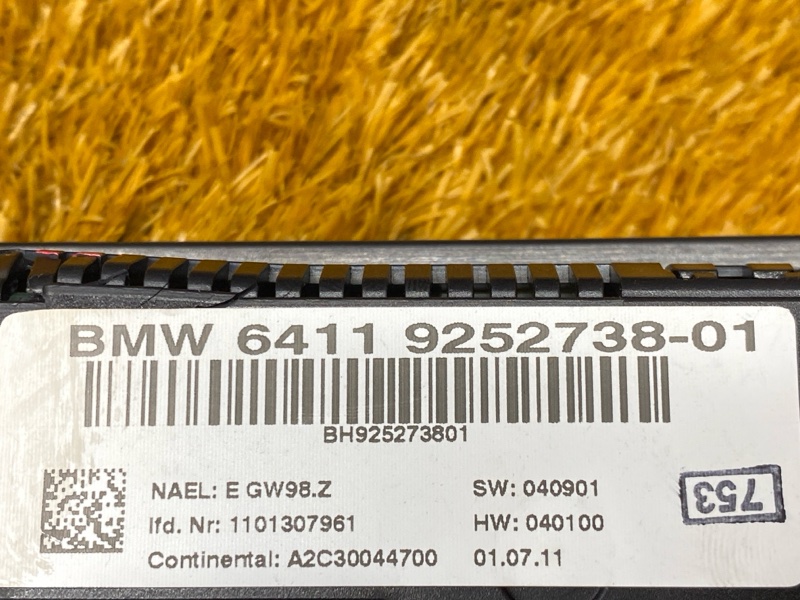 BMW 6411 9252738-01
BH925273801
NAEL: E GW98.Z SW: 040901
lfd. Nr: 1101307961 HW: 040100
Continental: A2C30044700 01.07.11
753